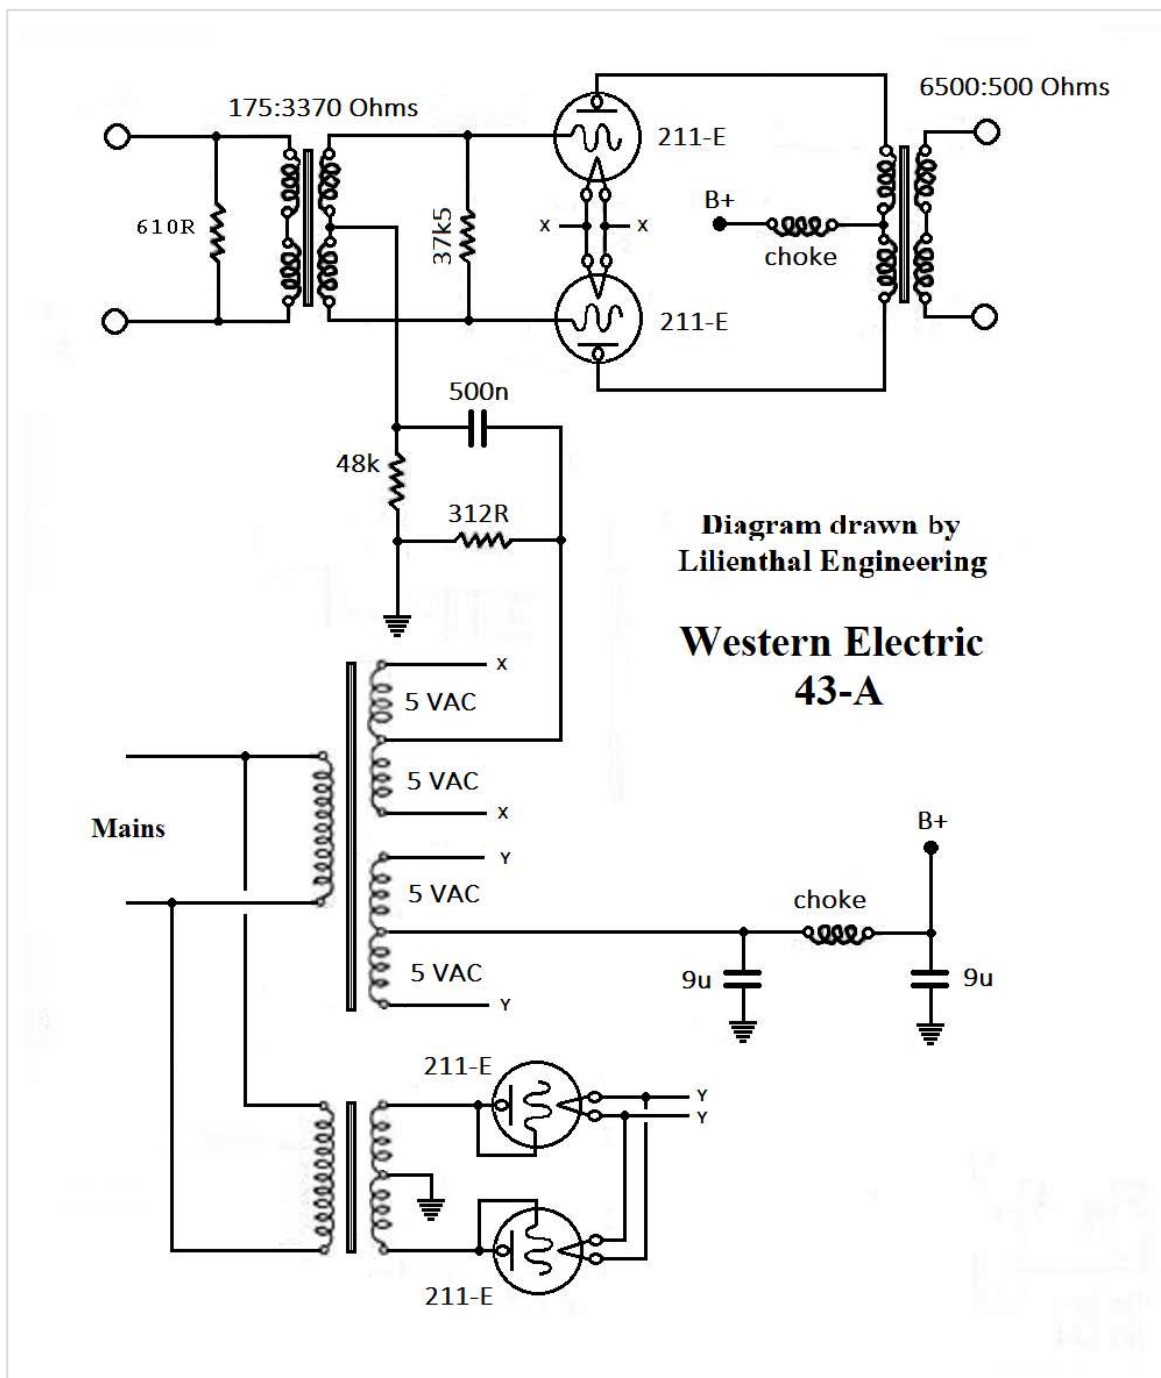 175:3370 Ohms
6500:500 Ohms
211-E
B+
610R
37k5
X
X
choke
211-E
500n
48k
312R
Diagram drawn by
Lilienthal Engineering
Western Electric
43-A
X
5 VAC
5 VAC
X
Mains
Y
5 VAC
5 VAC
Y
B+
choke
9u
9u
211-E
Y
Y
211-E